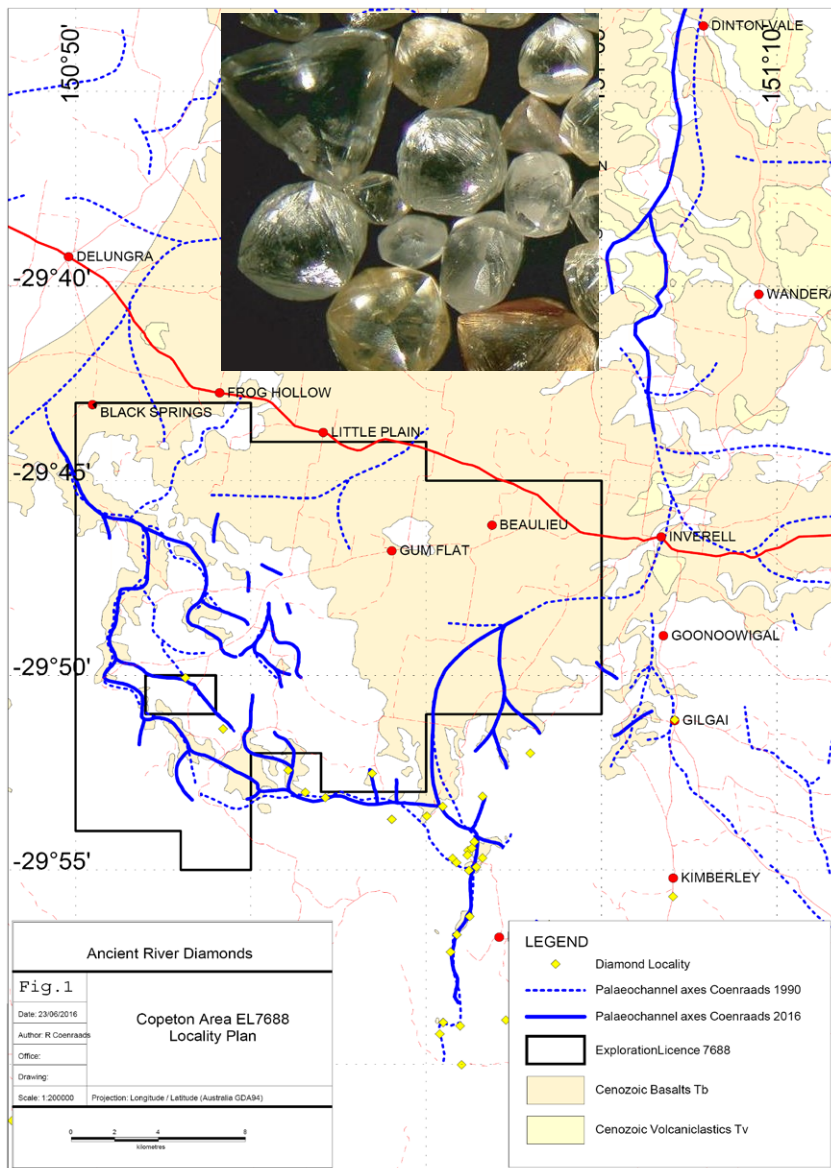 DINTON-VALE
150°50'
151°10'
DELUNGRA
-29°40'
WANDERA
FROG HOLLOW
BLACK SPRINGS
LITTLE PLAIN
-29°45'
BEAULIEU
INVERELL
GUM FLAT
GOONOOWIGAL
-29°50'
GILGAI
-29°55'
KIMBERLEY
Ancient River Diamonds
Fig.1
Date: 23/06/2016
Author: R Coenraads
Office:
Drawing:
Scale: 1:200000
Copeton Area EL7688
Locality Plan
Projection: Longitude / Latitude (Australia GDA94)
0 2 4 8
kilometres
LEGEND
Diamond Locality
Palaeochannel axes Coenraads 1990
Palaeochannel axes Coenraads 2016
ExplorationLicence 7688
Cenozoic Basalts Tb
Cenozoic Volcaniclastics Tv